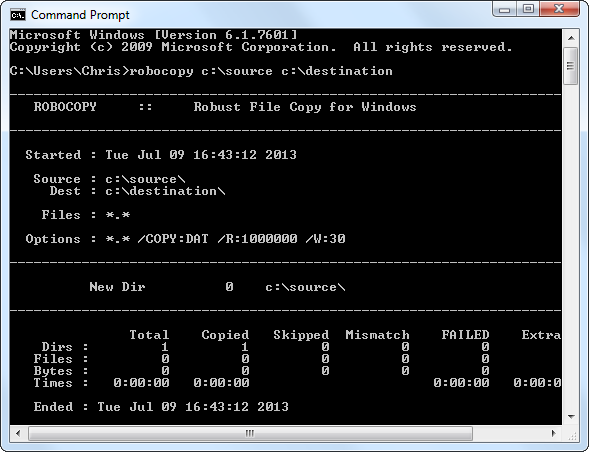 Command Prompt
Microsoft Windows [Version 6.1.7601]
Copyright (c) 2009 Microsoft Corporation.  All rights reserved.
C:\Users\Chris>robocopy c:\source c:\destination
ROBOCOPY     ::     Robust File Copy for Windows
Started : Tue Jul 09 16:43:12 2013
Source : c:\source\
Dest : c:\destination\
Files : *.*
Options : *.* /COPY:DAT /R:1000000 /W:30
New Dir          0    c:\source\
Total    Copied   Skipped  Mismatch    FAILED    Extra
Dirs :         1         1         0         0         0
Files :         0         0         0         0         0
Bytes :         0         0         0         0         0
Times :   0:00:00   0:00:00                       0:00:00   0:00:0
Ended : Tue Jul 09 16:43:12 2013